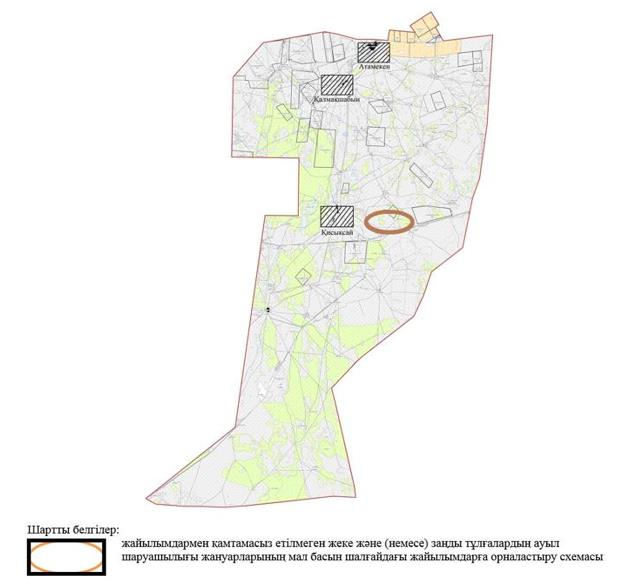 Атамекен
Қалмақшабын
Қисықсай
Шартты белгілер:
жайылымдармен қамтамасыз етілмеген жеке және (немесе) заңды тұлғалардың ауыл
шаруашылығы жануарларының мал басын шалғайдағы жайылымдарға орналастыру схемасы